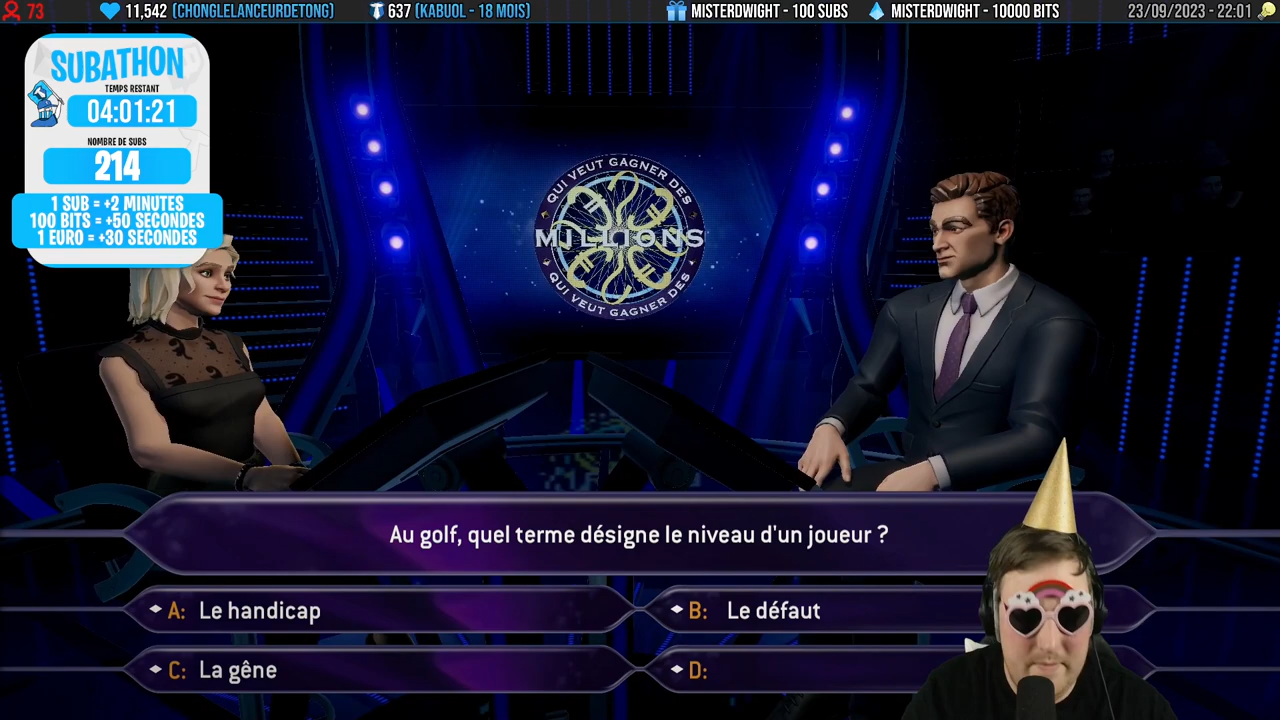 73
11,542 (CHONGLELANCEURDETONG)
637 (KABUOL - 18 MOIS)
MISTERDWIGHT - 100 SUBS
MISTERDWIGHT - 10000 BITS
23/09/2023 - 22:01
SUBATHON
TEMPS RESTANT
04:01:21
NOMBRE DE SUBS
214
1 SUB = +2 MINUTES
100 BITS = +50 SECONDES
1 EURO = +30 SECONDES
QUI VEUT GAGNER DES
MILLIONS
QUI VEUT GAGNER DES
Au golf, quel terme désigne le niveau d'un joueur ?
A: Le handicap
B: Le défaut
C: La gêne
D: